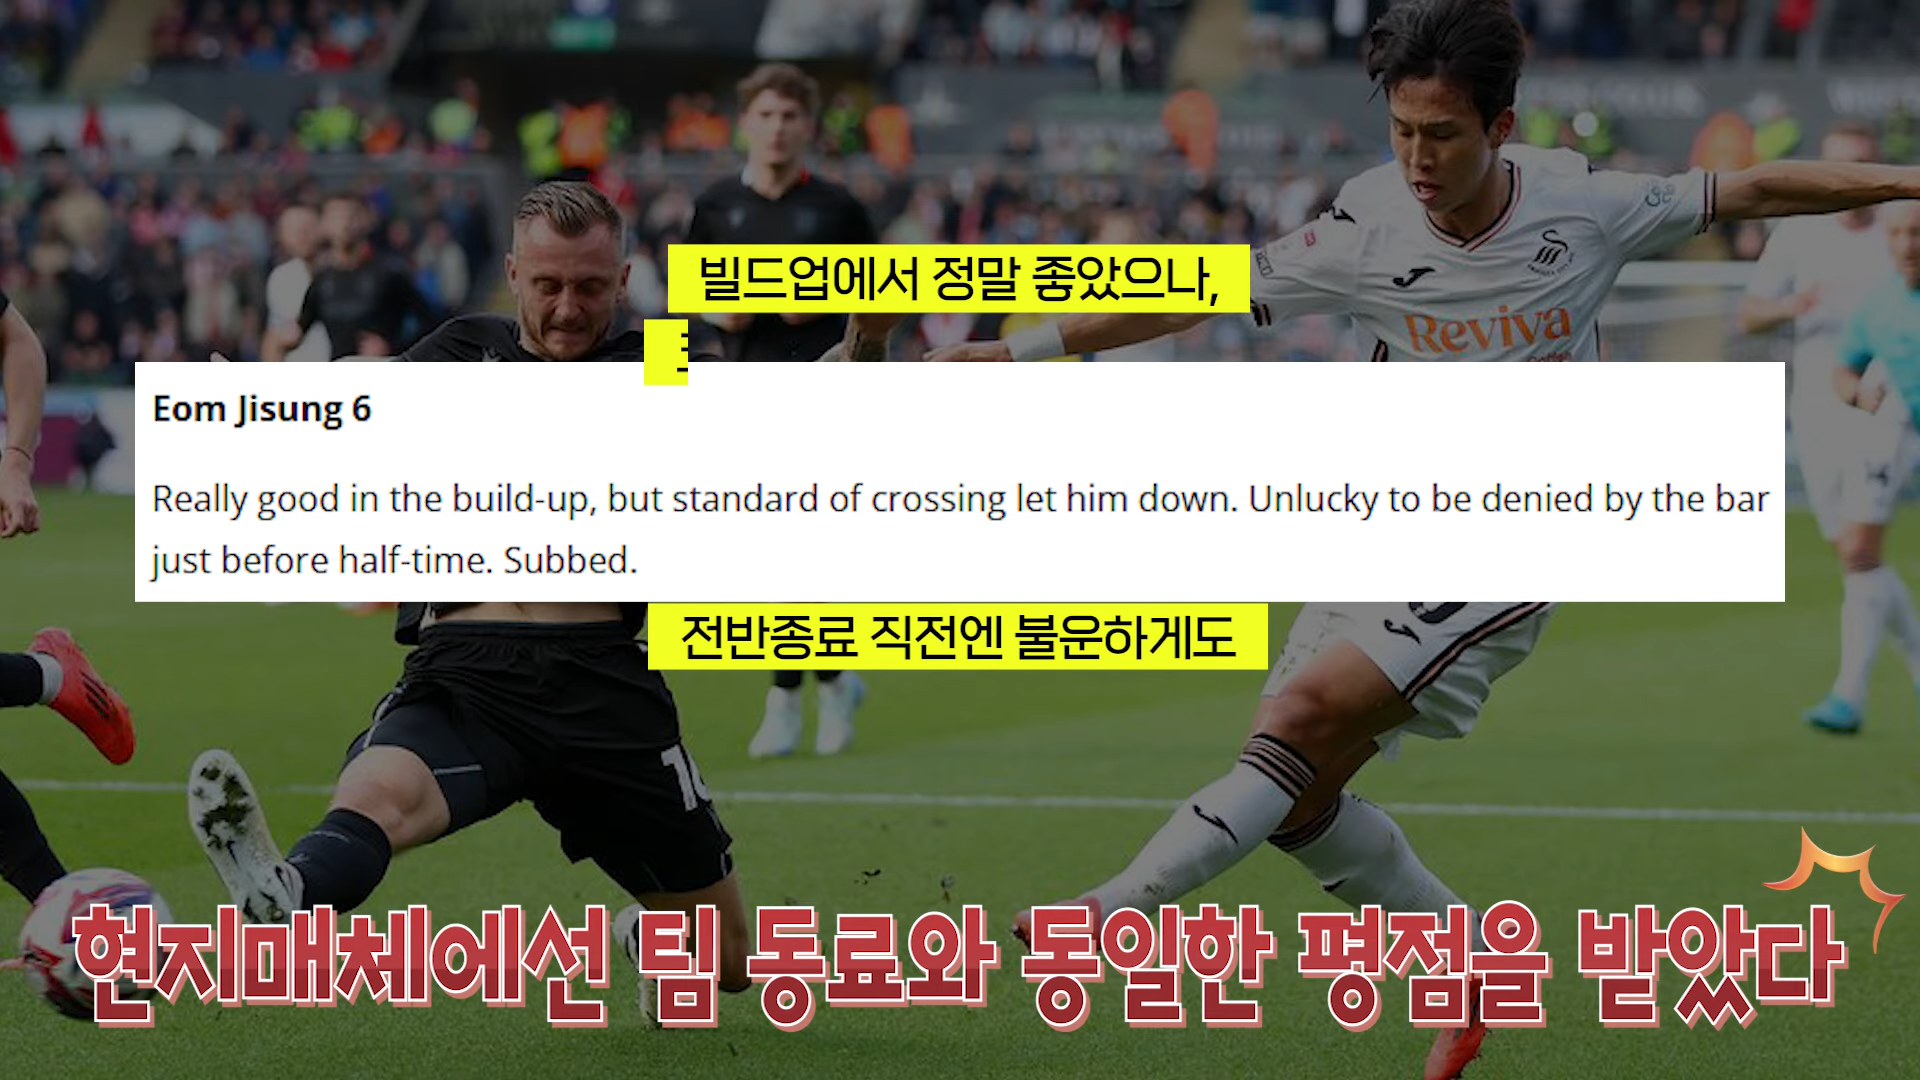 빌드업에서 정말 좋았으나,
Eom Jisung 6
Really good in the build-up, but standard of crossing let him down. Unlucky to be denied by the bar
just before half-time. Subbed.
전반종료 직전엔 불운하게도
현지매체에선 팀 동료와 동일한 평점을 받았다
Reviva